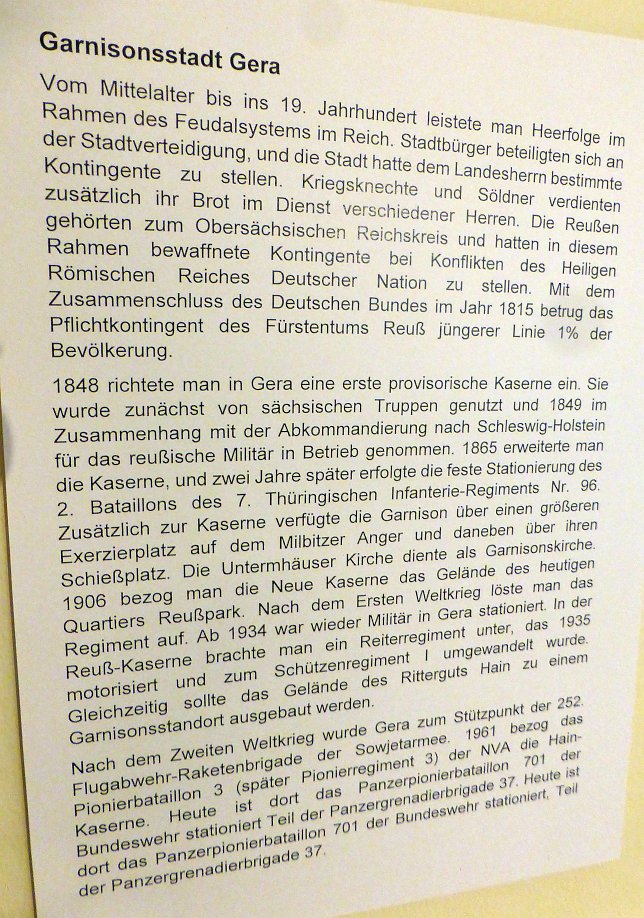 Garnisonsstadt Gera
Vom Mittelalter bis ins 19. Jahrhundert leistete man Heerfolge im
Rahmen des Feudalsystems im Reich. Stadtbürger beteiligten sich an
der Stadtverteidigung, und die Stadt hatte dem Landesherrn bestimmte
Kontingente zu stellen. Kriegsknechte und Söldner verdienten
zusätzlich ihr Brot im Dienst verschiedener Herren. Die Reußen
gehörten zum Obersächsischen Reichskreis und hatten in diesem
Rahmen bewaffnete Kontingente bei Konflikten des Heiligen
Römischen Reiches Deutscher Nation zu stellen. Mit dem
Zusammenschluss des Deutschen Bundes im Jahr 1815 betrug das
Pflichtkontingent des Fürstentums Reuß jüngerer Linie 1% der
Bevölkerung.
1848 richtete man in Gera eine erste provisorische Kaserne ein. Sie
wurde zunächst von sächsischen Truppen genutzt und 1849 im
Zusammenhang mit der Abkommandierung nach Schleswig-Holstein
für das reußische Militär in Betrieb genommen. 1865 erweiterte man
die Kaserne, und zwei Jahre später erfolgte die feste Stationierung des
2. Bataillons des 7. Thüringischen Infanterie-Regiments Nr. 96.
Zusätzlich zur Kaserne verfügte die Garnison über einen größeren
Exerzierplatz auf dem Milbitzer Anger und daneben über ihren
Schießplatz. Die Untermhäuser Kirche diente als Garnisonskirche.
1906 bezog man die Neue Kaserne das Gelände des heutigen
Quartiers Reußpark. Nach dem Ersten Weltkrieg löste man das
Regiment auf. Ab 1934 war wieder Militär in Gera stationiert. In der
Reuß-Kaserne brachte man ein Reiterregiment unter, das 1935
motorisiert und zum Schützenregiment I umgewandelt wurde.
Gleichzeitig sollte das Gelände des Ritterguts Hain zu einem
Garnisonsstandort ausgebaut werden.
Nach dem Zweiten Weltkrieg wurde Gera zum Stützpunkt der 252.
Flugabwehr-Raketenbrigade der Sowjetarmee. 1961 bezog das
Pionierbataillon 3 (später Pionierregiment 3) der NVA die Hain-
Kaserne. Heute ist dort das Panzerpionierbataillon 701 der
Bundeswehr stationiert Teil der Panzergrenadierbrigade 37. Heute ist
dort das Panzerpionierbataillon 701 der Bundeswehr stationiert, Teil
der Panzergrenadierbrigade 37.